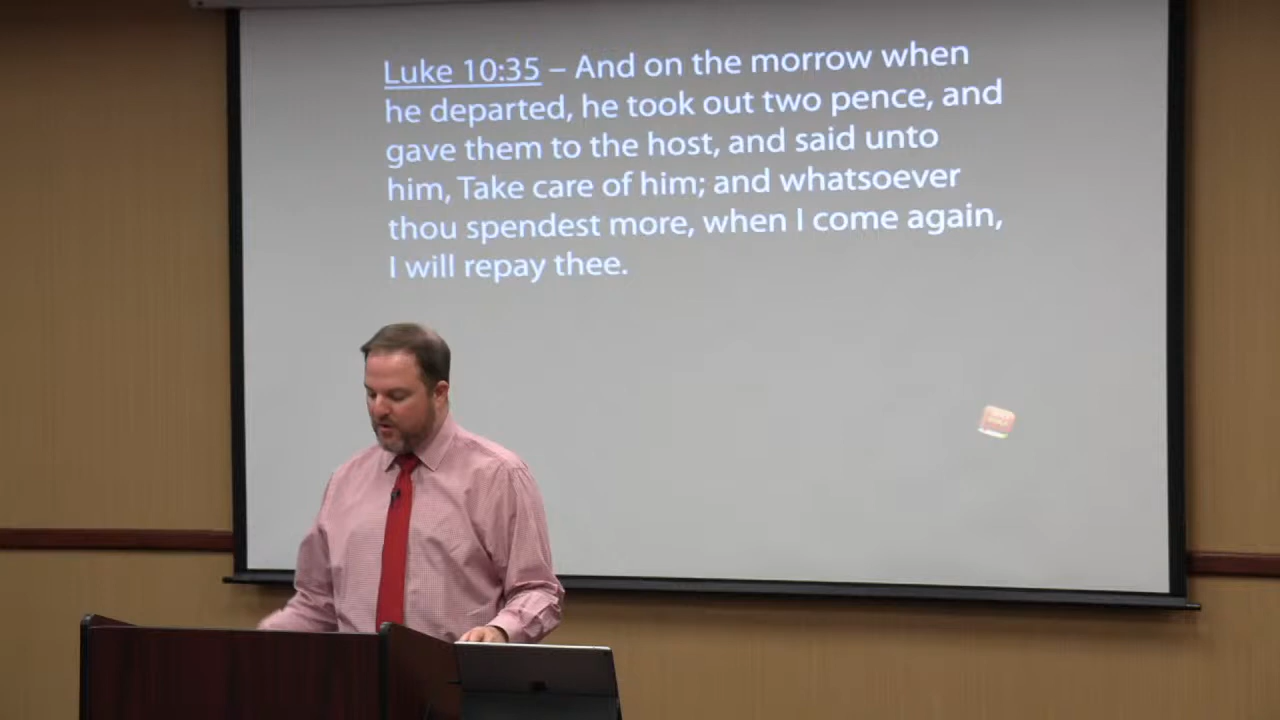 Luke 10:35 – And on the morrow when
he departed, he took out two pence, and
gave them to the host, and said unto
him, Take care of him; and whatsoever
thou spendest more, when I come again,
I will repay thee.